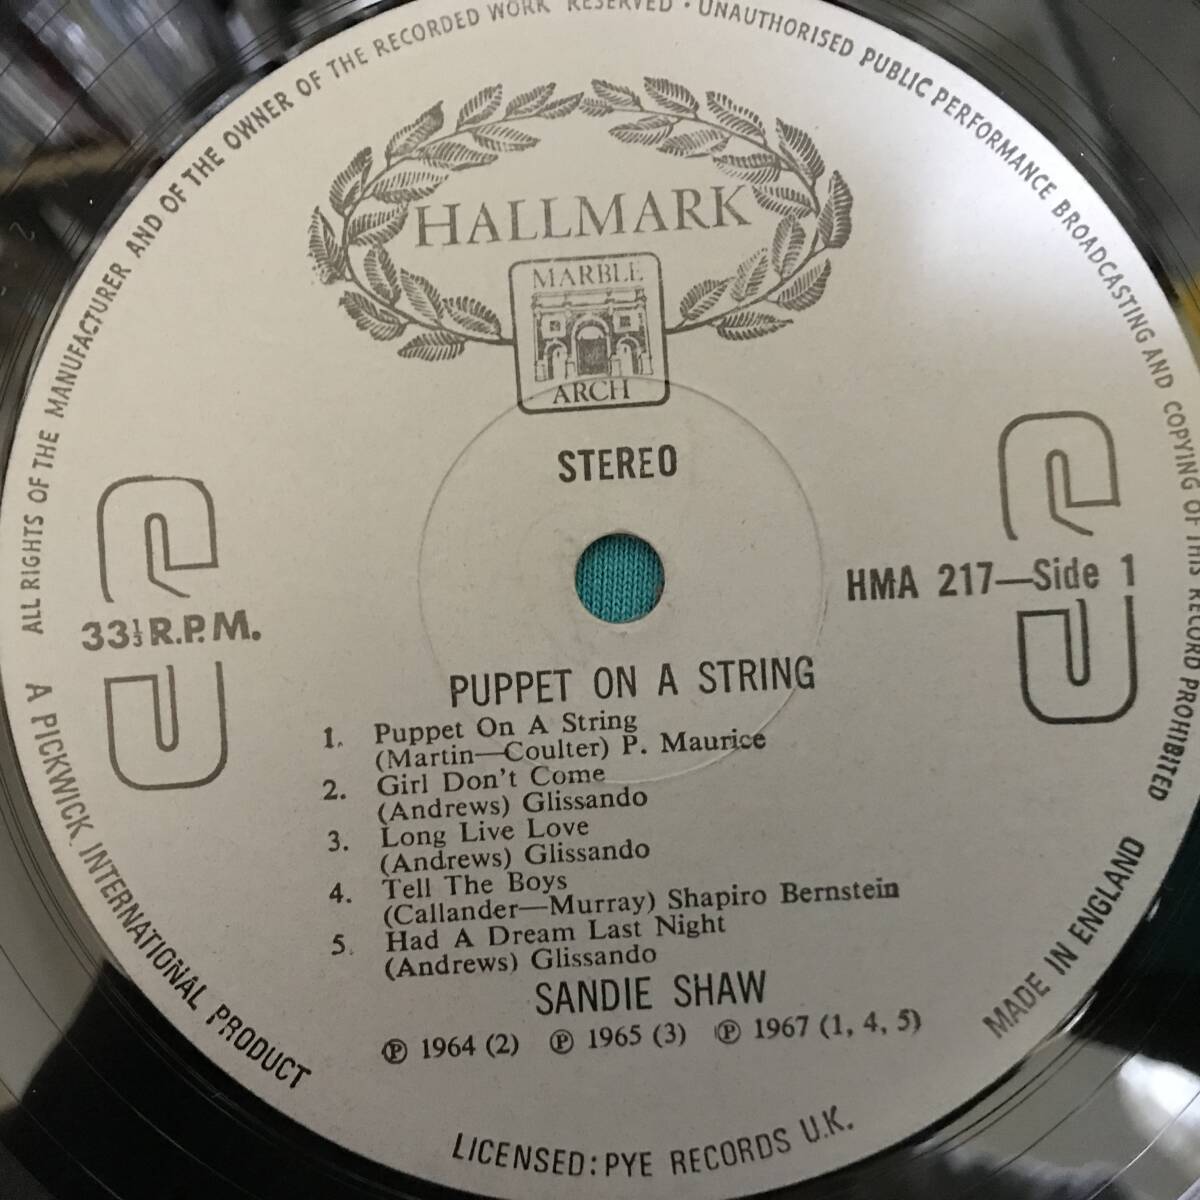 ALL RIGHTS OF THE MANUFACTURER AND OF THE OWNER OF THE RECORDED WORK RESERVED · UNAUTHORISED PUBLIC PERFORMANCE BROADCASTING AND COPYING OF THIS RECORD PROHIBITED
HALLMARK
MARBLE
ARCH
STEREO
33⅓ R.P.M.
HMA 217—Side 1
PUPPET ON A STRING
1. Puppet On A String
(Martin—Coulter) P. Maurice
2. Girl Don't Come
(Andrews) Glissando
3. Long Live Love
(Andrews) Glissando
4. Tell The Boys
(Callander—Murray) Shapiro Bernstein
5. Had A Dream Last Night
(Andrews) Glissando
SANDIE SHAW
℗ 1964 (2) ℗ 1965 (3) ℗ 1967 (1, 4, 5)
A PICKWICK INTERNATIONAL PRODUCT
LICENSED: PYE RECORDS U.K.
MADE IN ENGLAND